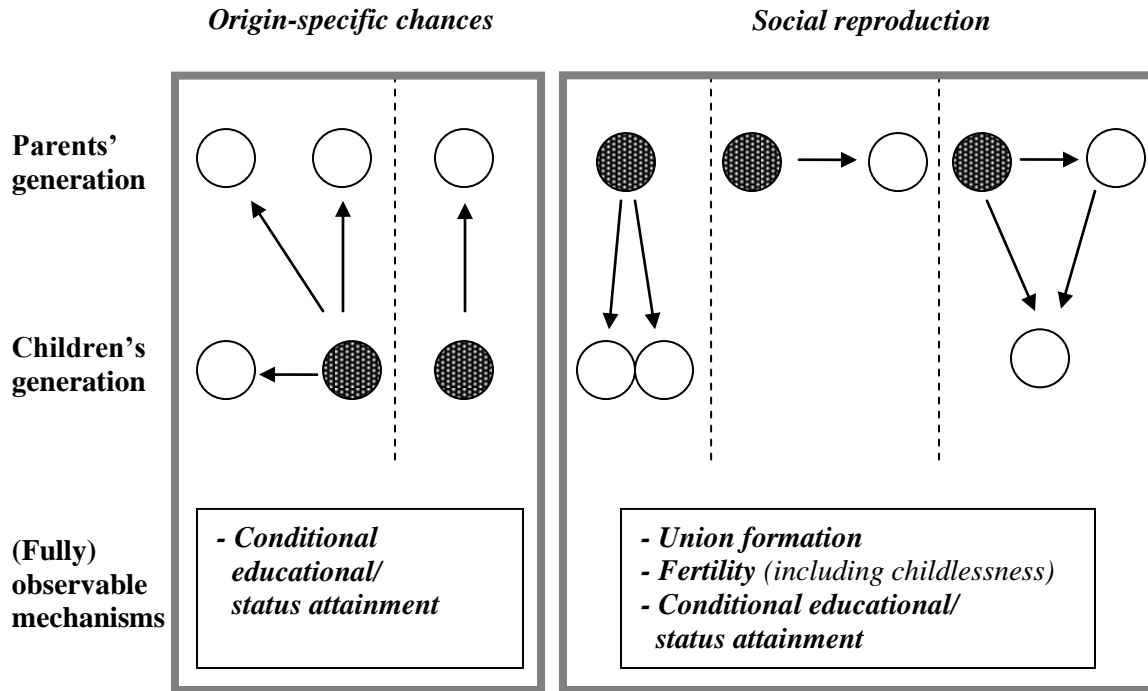 Origin-specific chances
Social reproduction
Parents’
generation
Children’s
generation
(Fully)
observable
mechanisms
- Conditional
educational/
status attainment
- Union formation
- Fertility (including childlessness)
- Conditional educational/
status attainment